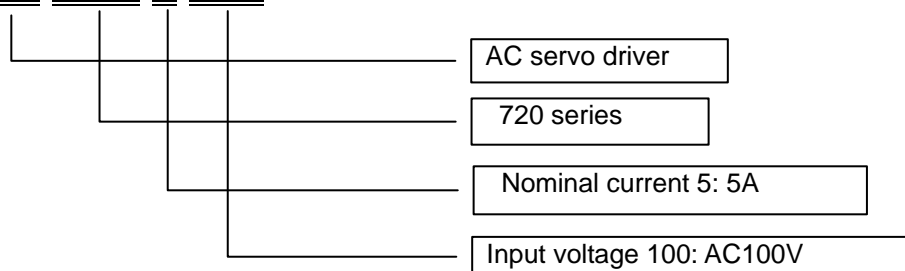 AC servo driver
720 series
Nominal current 5: 5A
Input voltage 100: AC100V